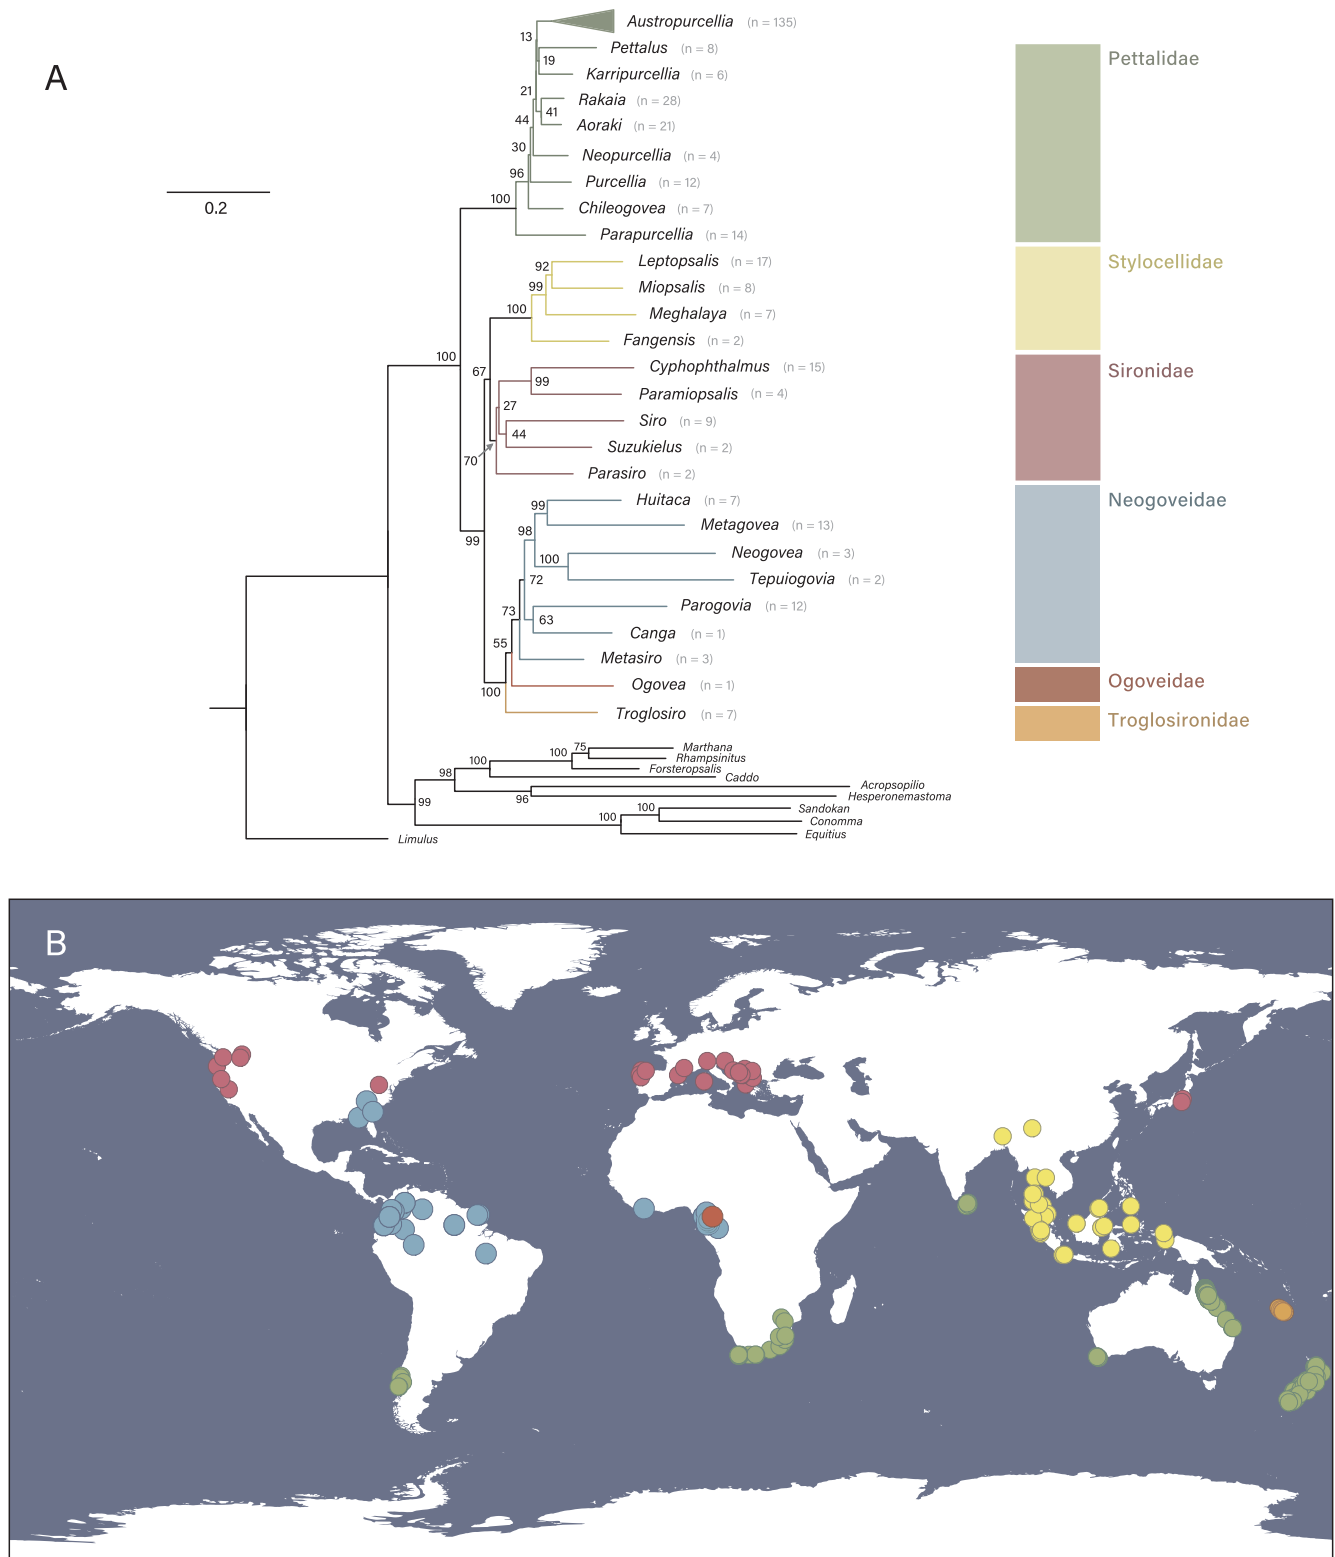 A
Austropurcellia (n = 135)
13
Pettalus (n = 8)
19
Karripurcellia (n = 6)
21
Rakaia (n = 28)
41
44
Aoraki (n = 21)
30
Neopurcellia (n = 4)
96
Purcellia (n = 12)
100
Chileogovea (n = 7)
Parapurcellia (n = 14)
0.2
Leptopsalis (n = 17)
92
Miopsalis (n = 8)
99
100
Meghalaya (n = 7)
Fangensis (n = 2)
100
67
Cyphophthalmus (n = 15)
99
Paramiopsalis (n = 4)
27
Siro (n = 9)
44
Suzukielus (n = 2)
70
Parasiro (n = 2)
Huitaca (n = 7)
99
Metagovea (n = 13)
98
99
Neogovea (n = 3)
100
Tepuiogovia (n = 2)
72
Parogovia (n = 12)
73
63
Canga (n = 1)
55
Metasiro (n = 3)
Ogovea (n = 1)
100
Troglosiro (n = 7)
75
Marthana
100
Rhampsinitus
100
Forsteropsalis
98
Caddo
Acropsopilio
96
Hesperonemastoma
99
100
Sandokan
100
Conomma
Equitius
Limulus
Pettalidae
Stylocellidae
Sironidae
Neogoveidae
Ogoveidae
Troglosironidae
B